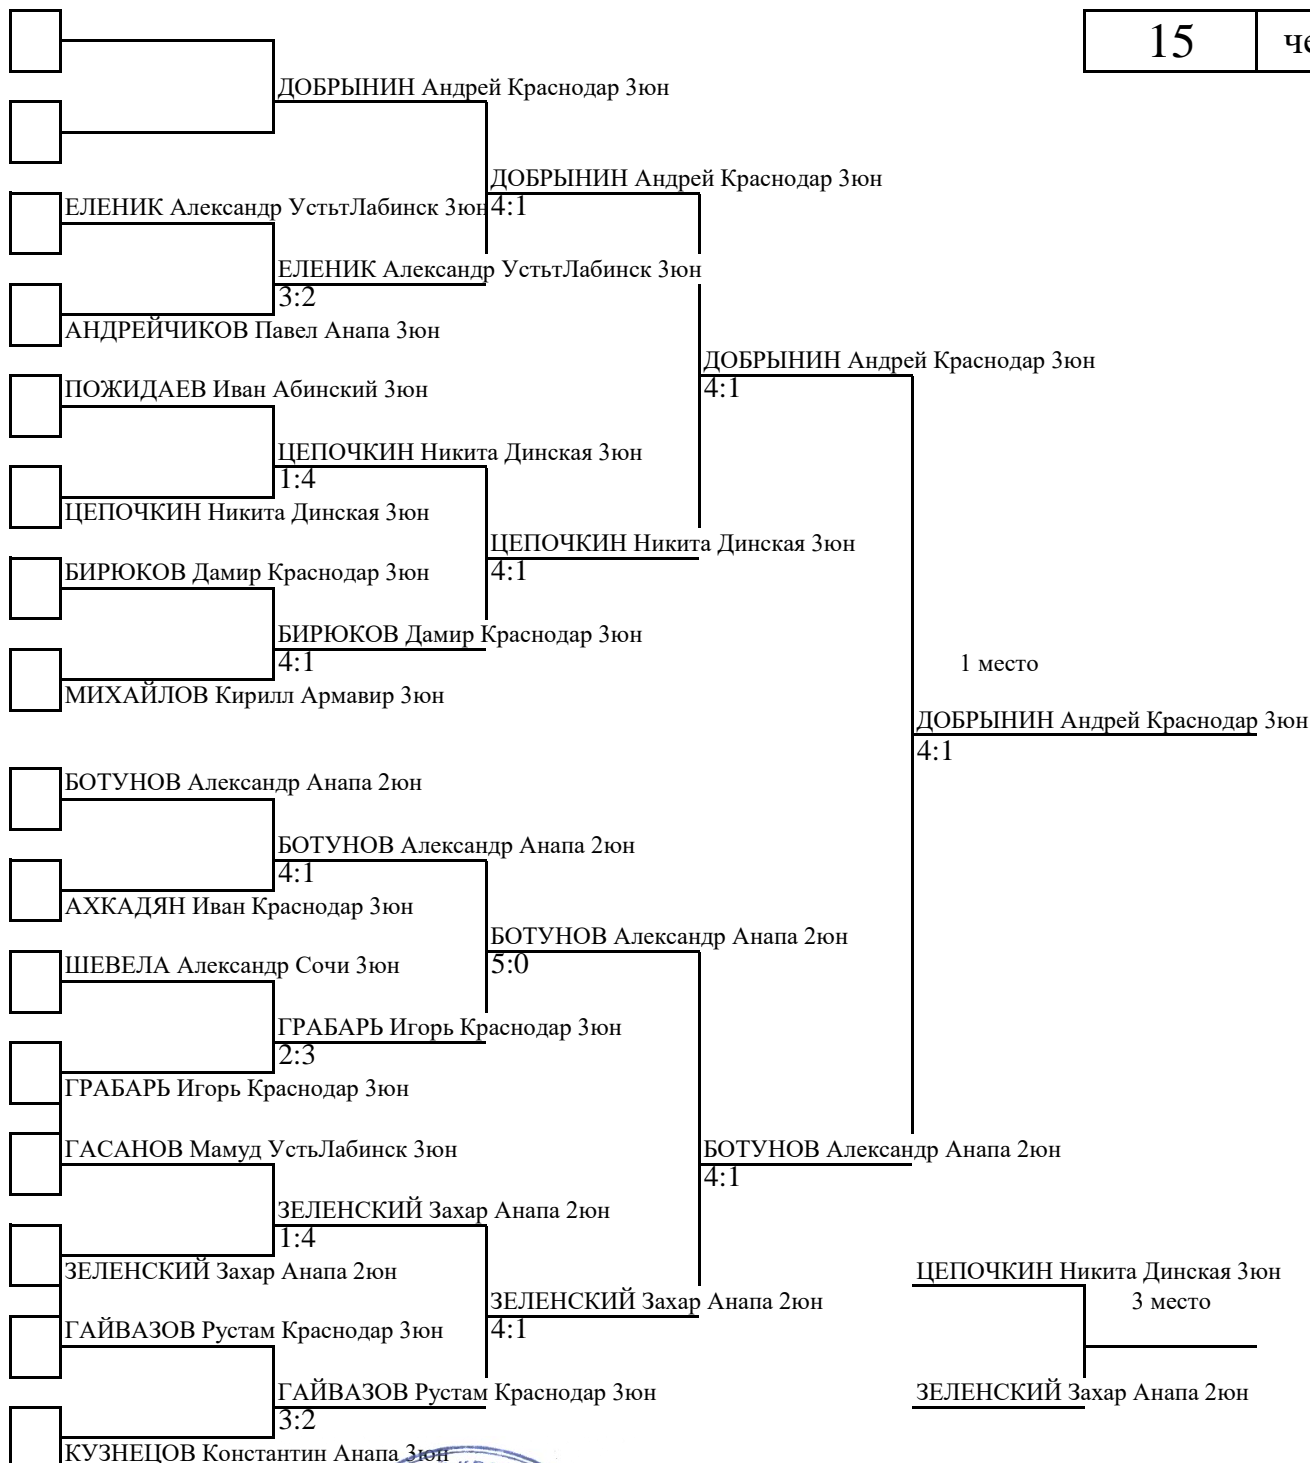 15 че
ДОБРЫНИН Андрей Краснодар 3юн
ДОБРЫНИН Андрей Краснодар 3юн
ЕЛЕНИК Александр УстьтЛабинск 3юн 4:1
ЕЛЕНИК Александр УстьтЛабинск 3юн
3:2
АНДРЕЙЧИКОВ Павел Анапа 3юн
ДОБРЫНИН Андрей Краснодар 3юн
ПОЖИДАЕВ Иван Абинский 3юн 4:1
ЦЕПОЧКИН Никита Динская 3юн
1:4
ЦЕПОЧКИН Никита Динская 3юн
ЦЕПОЧКИН Никита Динская 3юн
БИРЮКОВ Дамир Краснодар 3юн 4:1
БИРЮКОВ Дамир Краснодар 3юн
4:1 1 место
МИХАЙЛОВ Кирилл Армавир 3юн
ДОБРЫНИН Андрей Краснодар 3юн
4:1
БОТУНОВ Александр Анапа 2юн
БОТУНОВ Александр Анапа 2юн
4:1
АХКАДЯН Иван Краснодар 3юн
БОТУНОВ Александр Анапа 2юн
ШЕВЕЛА Александр Сочи 3юн 5:0
ГРАБАРЬ Игорь Краснодар 3юн
2:3
ГРАБАРЬ Игорь Краснодар 3юн
ГАСАНОВ Мамуд УстьЛабинск 3юн БОТУНОВ Александр Анапа 2юн
4:1
ЗЕЛЕНСКИЙ Захар Анапа 2юн
1:4
ЗЕЛЕНСКИЙ Захар Анапа 2юн ЦЕПОЧКИН Никита Динская 3юн
ЗЕЛЕНСКИЙ Захар Анапа 2юн 3 место
ГАЙВАЗОВ Рустам Краснодар 3юн 4:1
ГАЙВАЗОВ Рустам Краснодар 3юн ЗЕЛЕНСКИЙ Захар Анапа 2юн
3:2
КУЗНЕЦОВ Константин Анапа 3юн